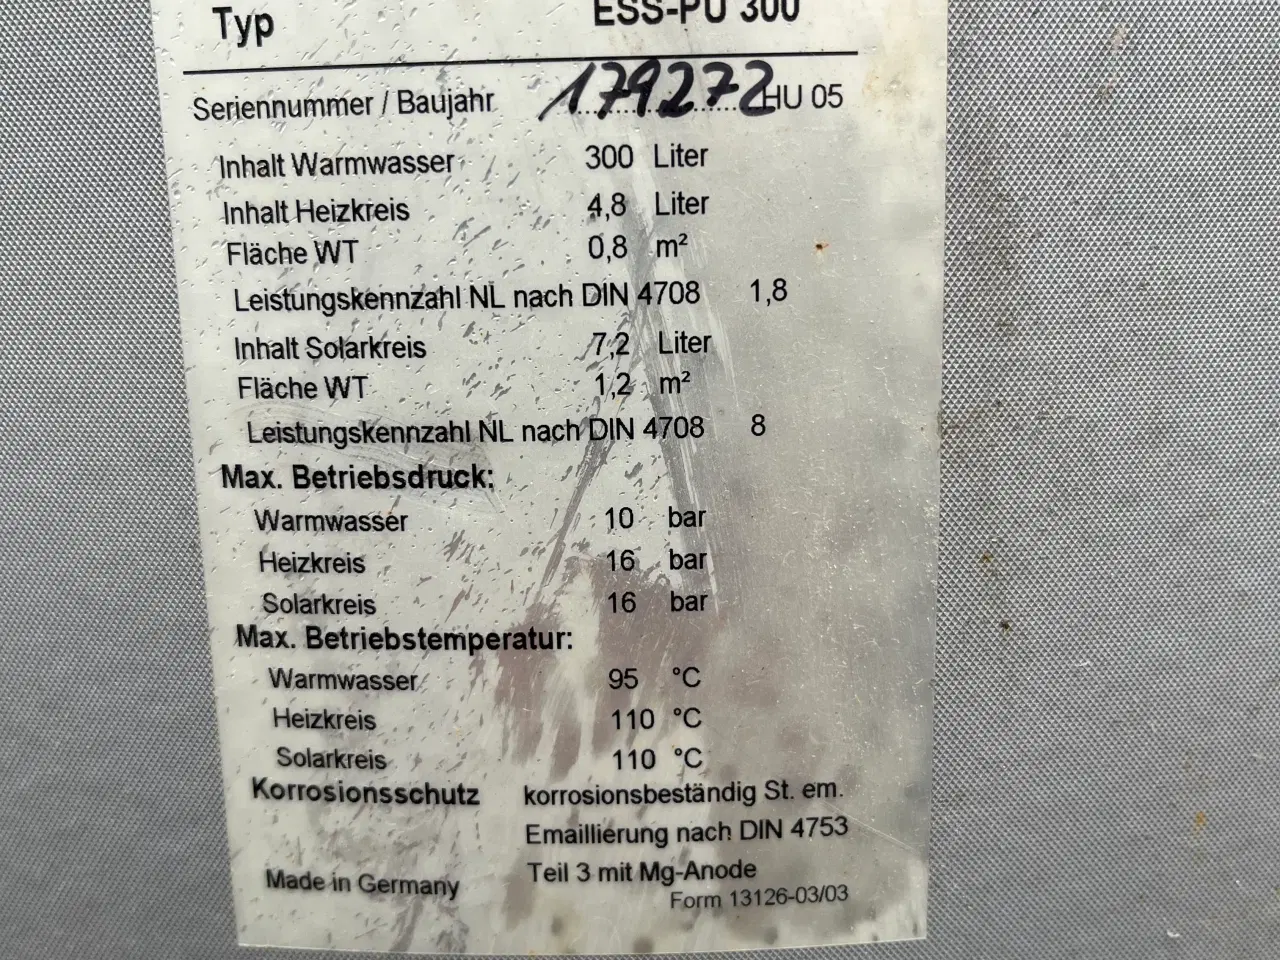 Typ ESS-PU 300
Seriennummer / Baujahr 179272 HU 05
Inhalt Warmwasser 300 Liter
Inhalt Heizkreis 4,8 Liter
Fläche WT 0,8 m²
Leistungskennzahl NL nach DIN 4708 1,8
Inhalt Solarkreis 7,2 Liter
Fläche WT 1,2 m²
Leistungskennzahl NL nach DIN 4708 8
Max. Betriebsdruck:
Warmwasser 10 bar
Heizkreis 16 bar
Solarkreis 16 bar
Max. Betriebstemperatur:
Warmwasser 95 °C
Heizkreis 110 °C
Solarkreis 110 °C
Korrosionsschutz korrosionsbeständig St. em.
Emaillierung nach DIN 4753
Teil 3 mit Mg-Anode
Made in Germany Form 13126-03/03